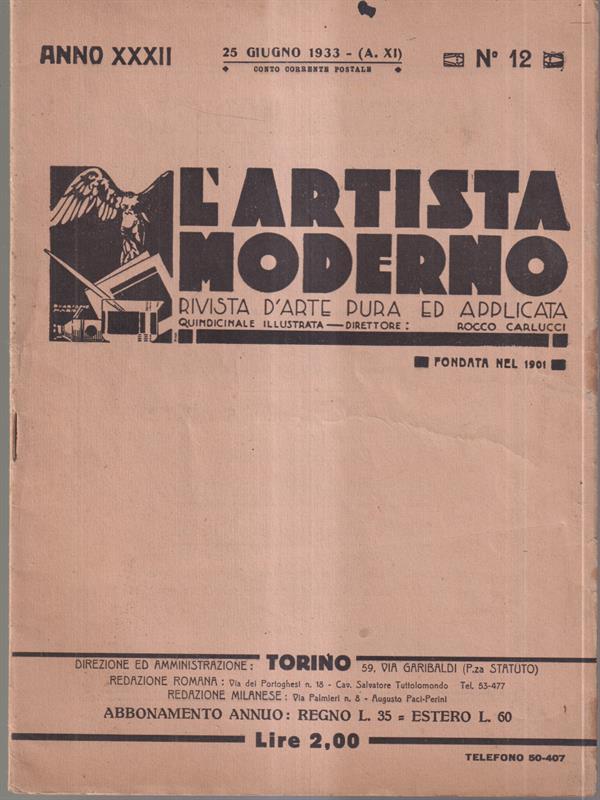 ANNO XXXII
25 GIUGNO 1933 - (A. XI)
CONTO CORRENTE POSTALE
Nº 12
L'ARTISTA
MODERNO
RIVISTA D'ARTE PURA ED APPLICATA
QUINDICINALE ILLUSTRATA — DIRETTORE: ROCCO CARLUCCI
FONDATA NEL 1901
DIREZIONE ED AMMINISTRAZIONE: TORINO 59, VIA GARIBALDI (P.za STATUTO)
REDAZIONE ROMANA: Via dei Portoghesi n. 18 - Cav. Salvatore Tuttolomondo Tel. 53-477
REDAZIONE MILANESE: Via Palmieri n. 8 - Augusto Paci-Perini
ABBONAMENTO ANNUO: REGNO L. 35 = ESTERO L. 60
Lire 2,00
TELEFONO 50-407